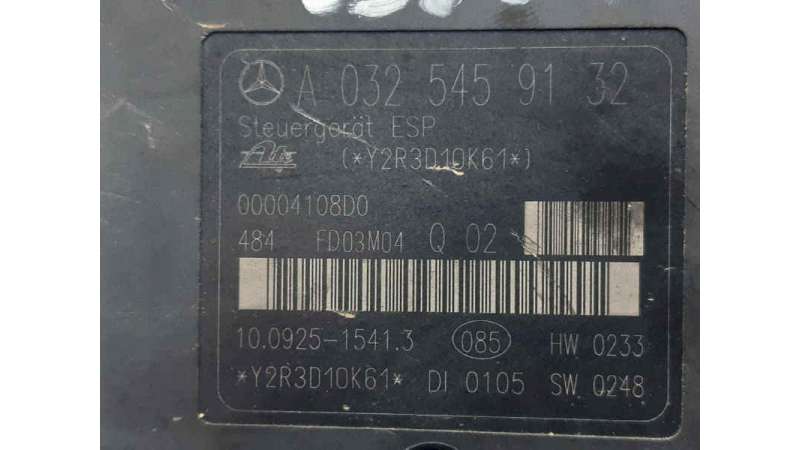 A 032 545 91 32
Steuergerät ESP
Ate (*Y2R3D10K61*)
00004108D0
484 FD03M04 Q 02
10.0925-1541.3 085 HW 0233
*Y2R3D10K61* DI 0105 SW 0248